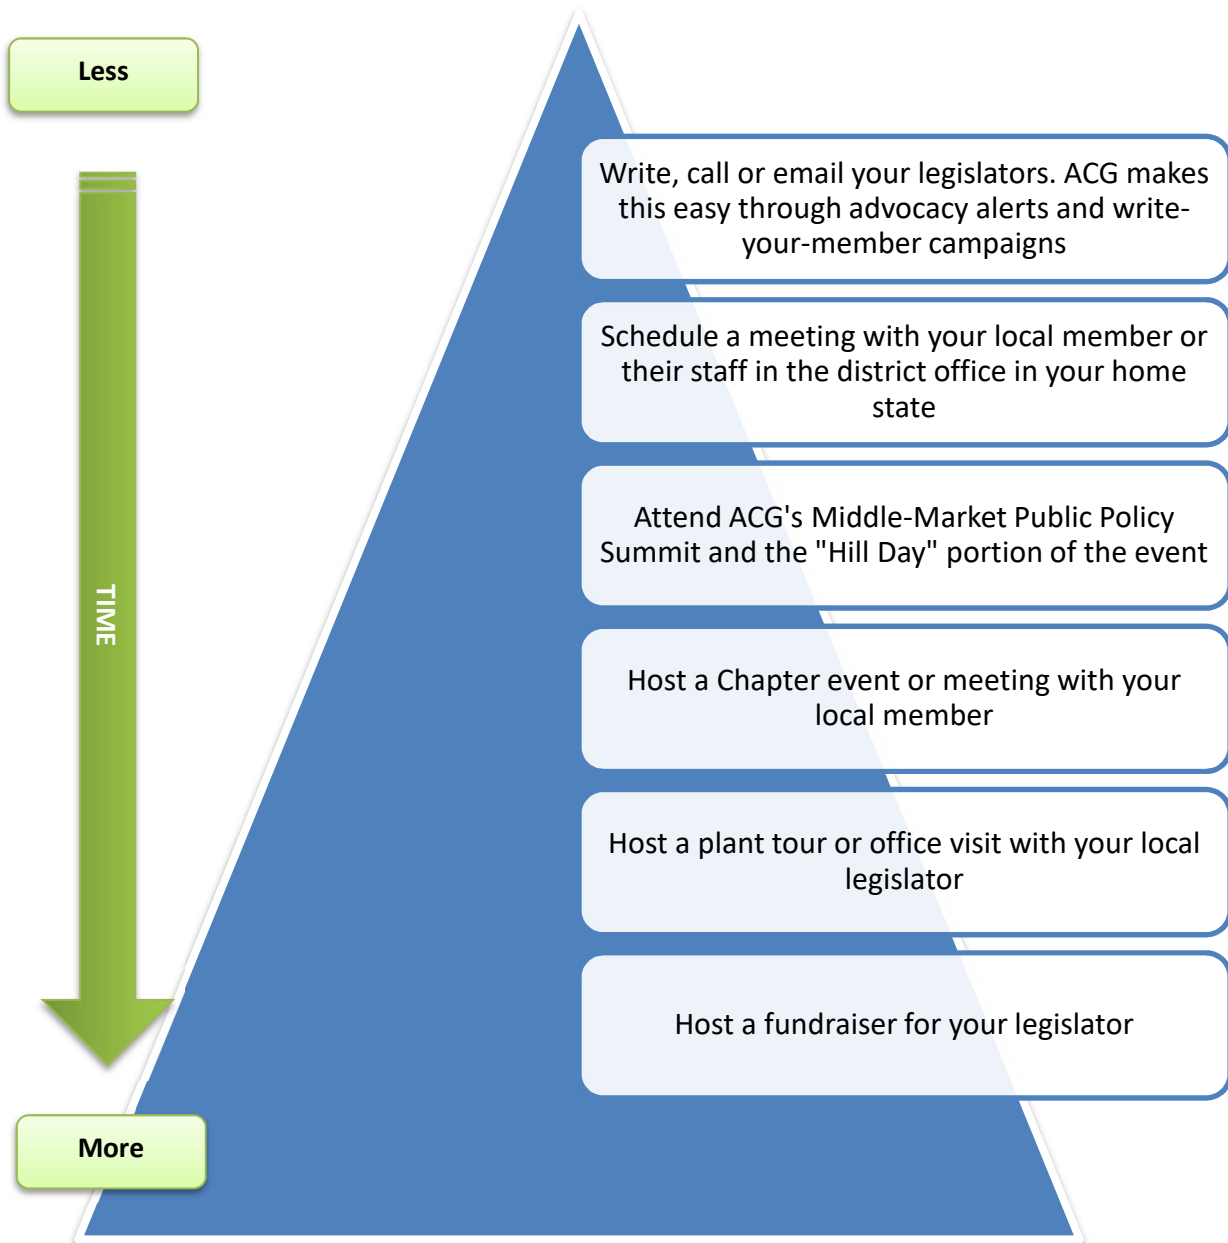 Less
Write, call or email your legislators. ACG makes
this easy through advocacy alerts and write-
your-member campaigns
Schedule a meeting with your local member or
their staff in the district office in your home
state
Attend ACG's Middle-Market Public Policy
Summit and the "Hill Day" portion of the event
TIME
Host a Chapter event or meeting with your
local member
Host a plant tour or office visit with your local
legislator
Host a fundraiser for your legislator
More